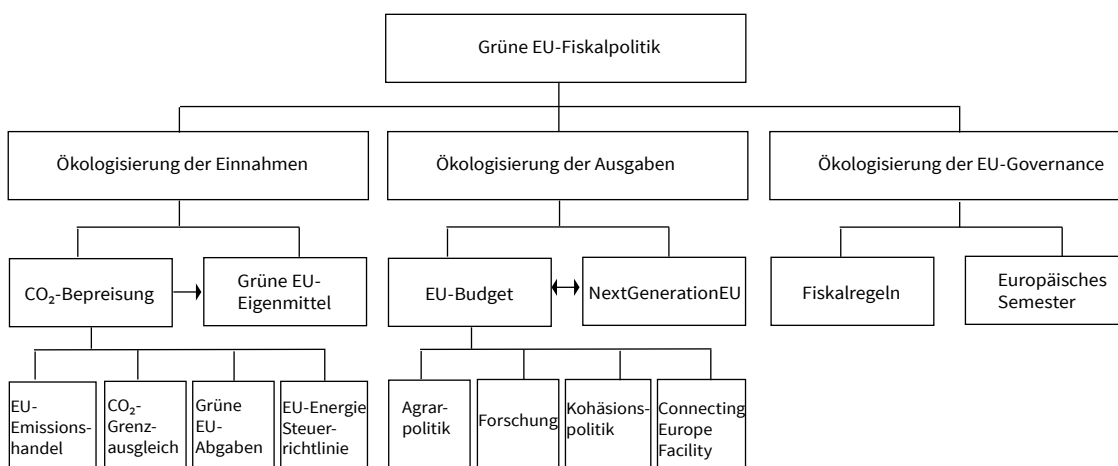 Grüne EU-Fiskalpolitik
Ökologisierung der Einnahmen
Ökologisierung der Ausgaben
Ökologisierung der EU-Governance
CO₂-Bepreisung
Grüne EU-
Eigenmittel
EU-Budget
NextGenerationEU
Fiskalregeln
Europäisches
Semester
EU-
Emissions-
handel
CO₂-
Grenz-
ausgleich
Grüne
EU-
Abgaben
EU-Energie
Steuer-
richtlinie
Agrar-
politik
Forschung
Kohäsions-
politik
Connecting
Europe
Facility